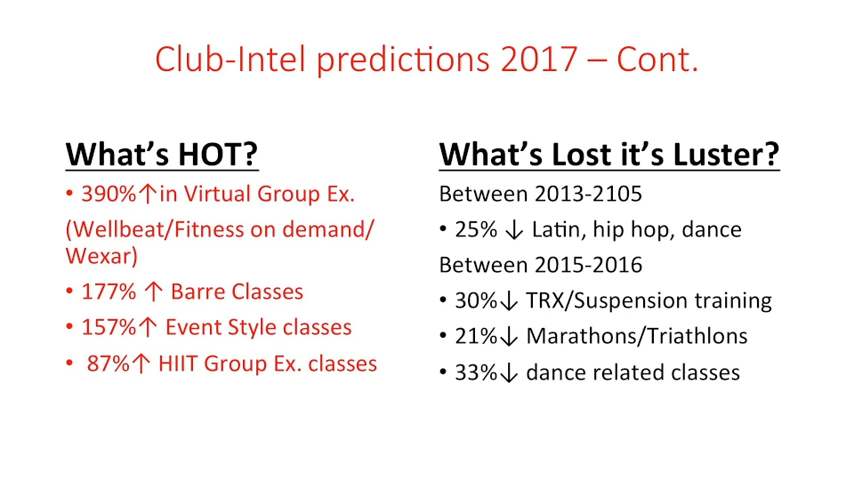 Club-Intel predictions 2017 – Cont.
What's HOT?
• 390%↑in Virtual Group Ex.
(Wellbeat/Fitness on demand/
Wexar)
• 177% ↑ Barre Classes
• 157%↑ Event Style classes
• 87%↑ HIIT Group Ex. classes
What's Lost it's Luster?
Between 2013-2105
• 25% ↓ Latin, hip hop, dance
Between 2015-2016
• 30%↓ TRX/Suspension training
• 21%↓ Marathons/Triathlons
• 33%↓ dance related classes